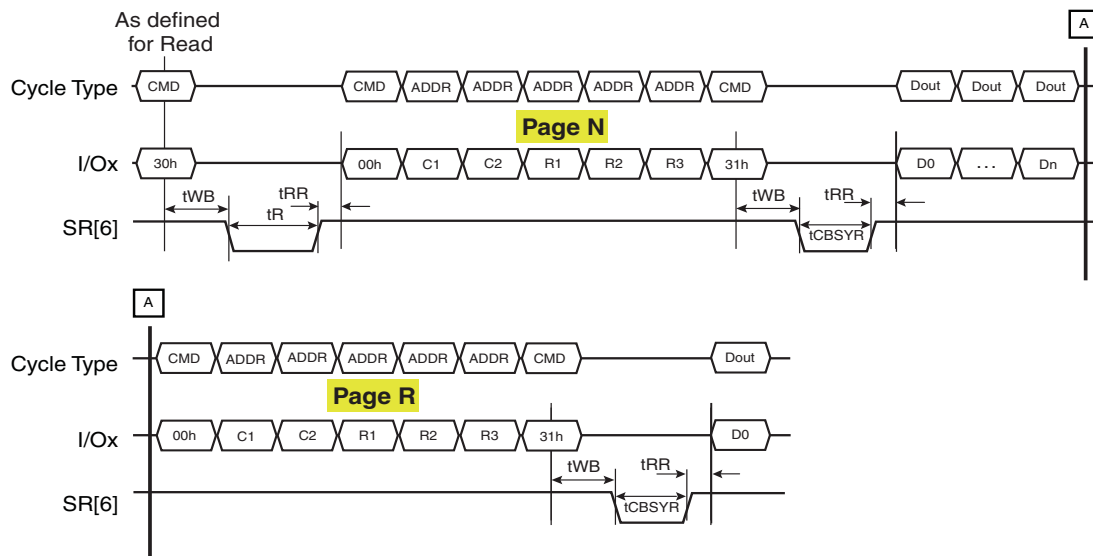 As defined
for Read
A
Cycle Type CMD CMD ADDR ADDR ADDR ADDR ADDR CMD Dout Dout Dout
Page N
I/Ox 30h 00h C1 C2 R1 R2 R3 31h D0 ... Dn
tWB tR tRR tWB tCBSYR tRR
SR[6]
A
Cycle Type CMD ADDR ADDR ADDR ADDR ADDR CMD Dout
Page R
I/Ox 00h C1 C2 R1 R2 R3 31h D0
tWB tRR
SR[6] tCBSYR